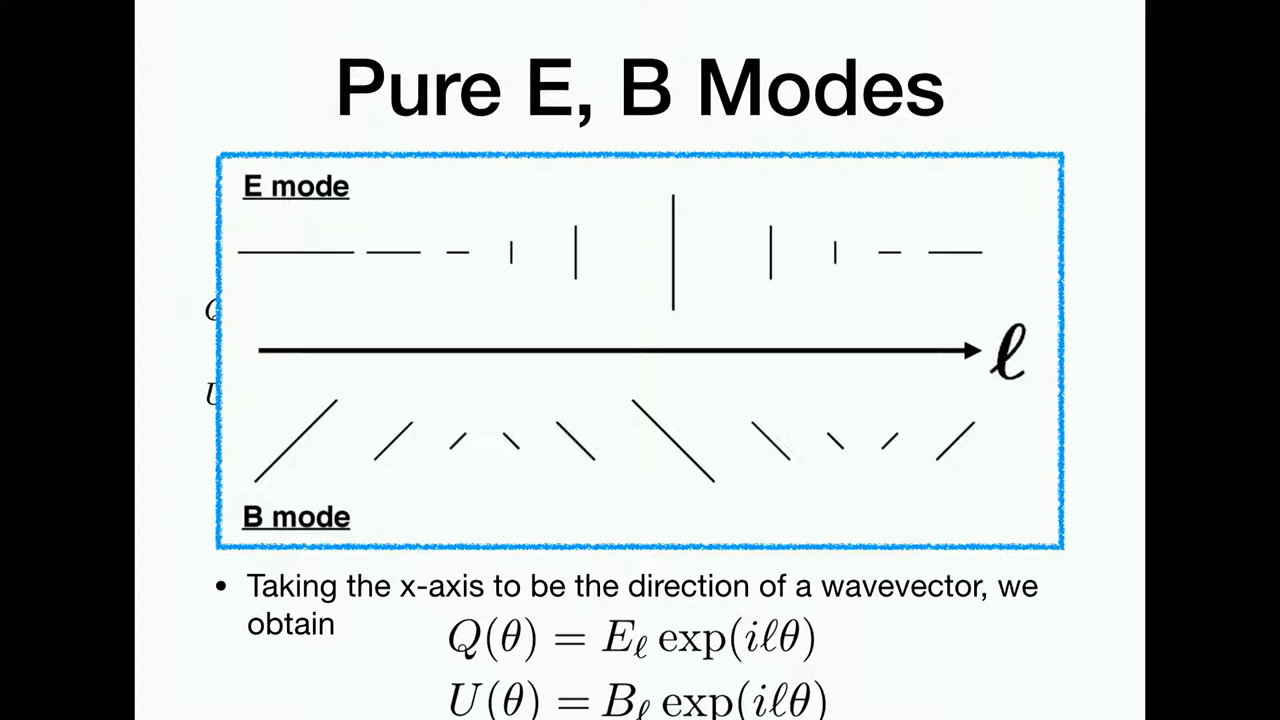 Pure E, B Modes
E mode
ℓ
B mode
• Taking the x-axis to be the direction of a wavevector, we
obtain
Q(θ) = E_ℓ exp(iℓθ)
U(θ) = B_ℓ exp(iℓθ)